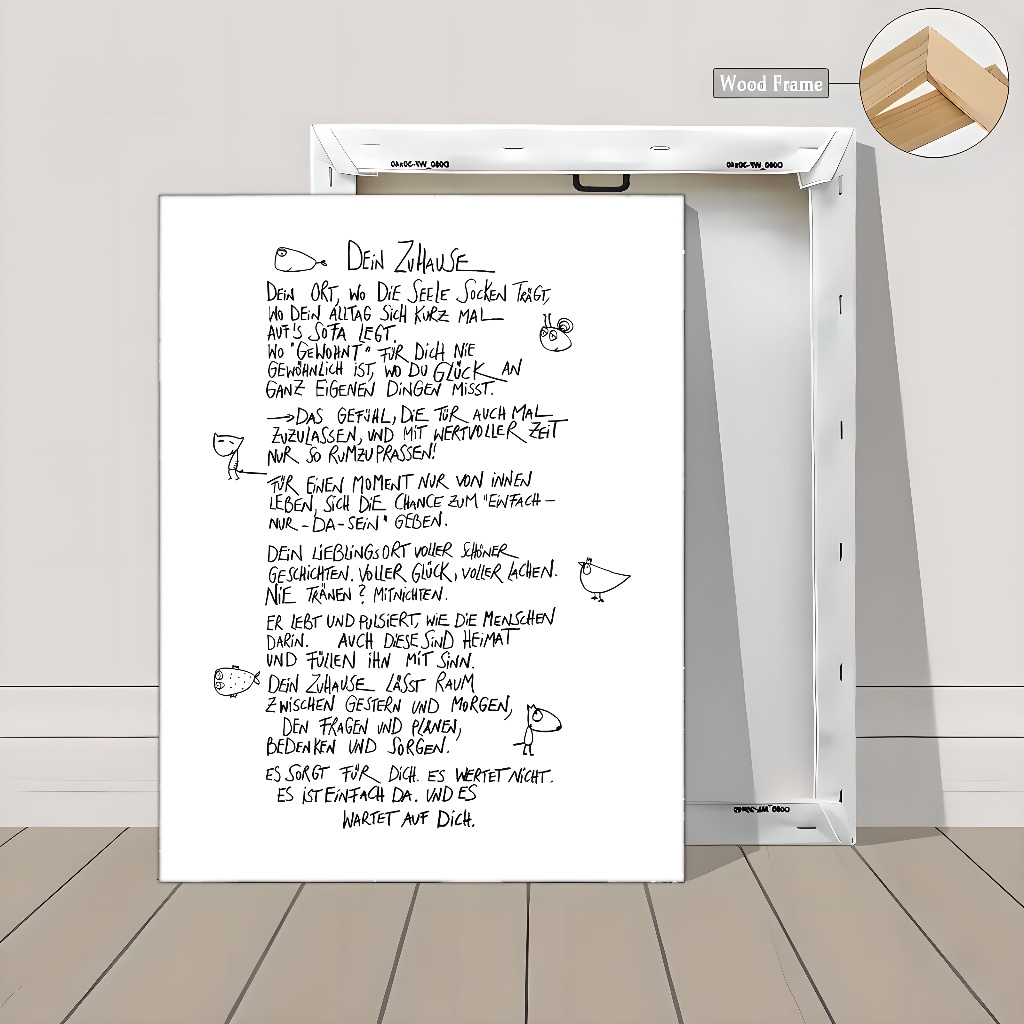 Wood Frame
DEIN ZUHAUSE
DEIN ORT, WO DIE SEELE SOCKEN TRÄGT,
WO DEIN ALLTAG SICH KURZ MAL
AUF'S SOFA LEGT.
WO "GEWOHNT" FÜR DICH NIE
GEWÖHNLICH IST, WO DU GLÜCK AN
GANZ EIGENEN DINGEN MISST.
→DAS GEFÜHL, DIE TÜR AUCH MAL
ZUZULASSEN, UND MIT WERTVOLLER ZEIT
NUR SO RUMZUPRASSEN!
FÜR EINEN MOMENT NUR VON INNEN
LEBEN, SICH DIE CHANCE ZUM "EINFACH-
NUR-DA-SEIN" GEBEN.
DEIN LIEBLINGSORT VOLLER SCHÖNER
GESCHICHTEN. VOLLER GLÜCK, VOLLER LACHEN.
NIE TRÄNEN? MITNICHTEN.
ER LEBT UND PULSIERT, WIE DIE MENSCHEN
DARIN. AUCH DIESE SIND HEIMAT
UND FÜLLEN IHN MIT SINN.
DEIN ZUHAUSE LÄSST RAUM
ZWISCHEN GESTERN UND MORGEN,
DEN FRAGEN UND PLÄNEN,
BEDENKEN UND SORGEN.
ES SORGT FÜR DICH. ES WERTET NICHT.
ES IST EINFACH DA. UND ES
WARTET AUF DICH.